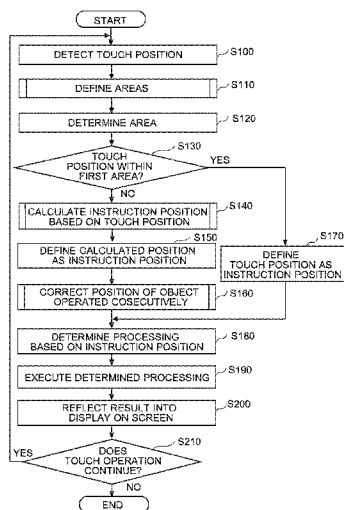 START
DETECT TOUCH POSITION
S100
DEFINE AREAS
S110
DETERMINE AREA
S120
S130
TOUCH
POSITION WITHIN
FIRST AREA?
YES
NO
S140
CALCULATE INSTRUCTION POSITION
BASED ON TOUCH POSITION
S150
DEFINE CALCULATED POSITION
AS INSTRUCTION POSITION
S170
DEFINE
TOUCH POSITION AS
INSTRUCTION POSITION
CORRECT POSITION OF OBJECT
OPERATED COSECUTIVELY
S160
DETERMINE PROCESSING
BASED ON INSTRUCTION POSITION
S180
EXECUTE DETERMINED PROCESSING
S190
REFLECT RESULT INTO
DISPLAY ON SCREEN
S200
S210
YES
DOES
TOUCH OPERATION
CONTINUE?
NO
END